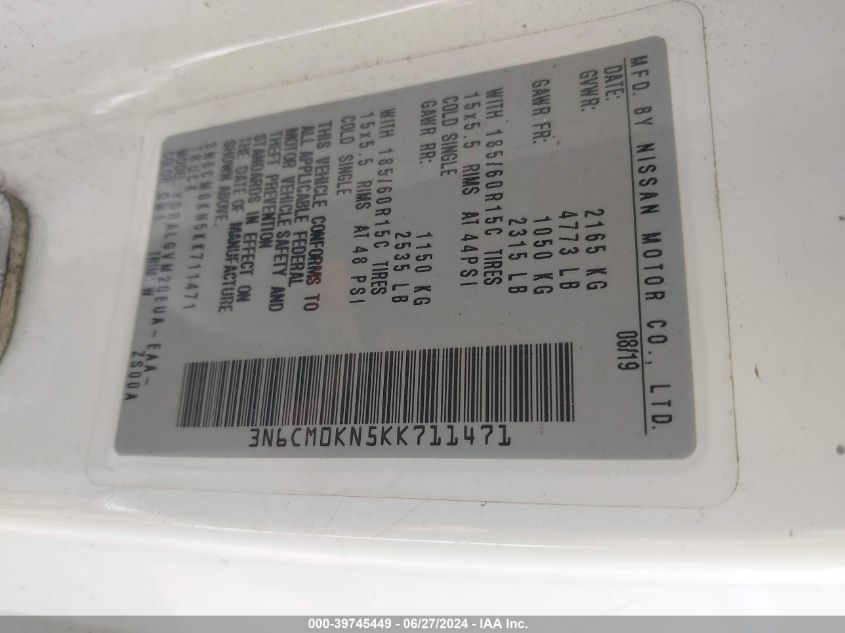 MFD. BY NISSAN MOTOR CO., LTD.
DATE: 08/19
GVWR: 2165 KG
4773 LB
GAWR FR: 1050 KG
2315 LB
WITH 185/60R15C TIRES
15x5.5 RIMS AT 44PSI
COLD SINGLE
GAWR RR: 1150 KG
2535 LB
WITH 185/60R15C TIRES
15x5.5 RIMS AT 48 PSI
COLD SINGLE
THIS VEHICLE CONFORMS TO
ALL APPLICABLE FEDERAL
MOTOR VEHICLE SAFETY AND
THEFT PREVENTION
STANDARDS IN EFFECT ON
THE DATE OF MANUFACTURE
SHOWN ABOVE.
3N6CM0KN5KK711471
TRUCK
MODEL
ZS00A
TRIM W
3N6CM0KN5KK711471
000-39745449 - 06/27/2024 - IAA Inc.